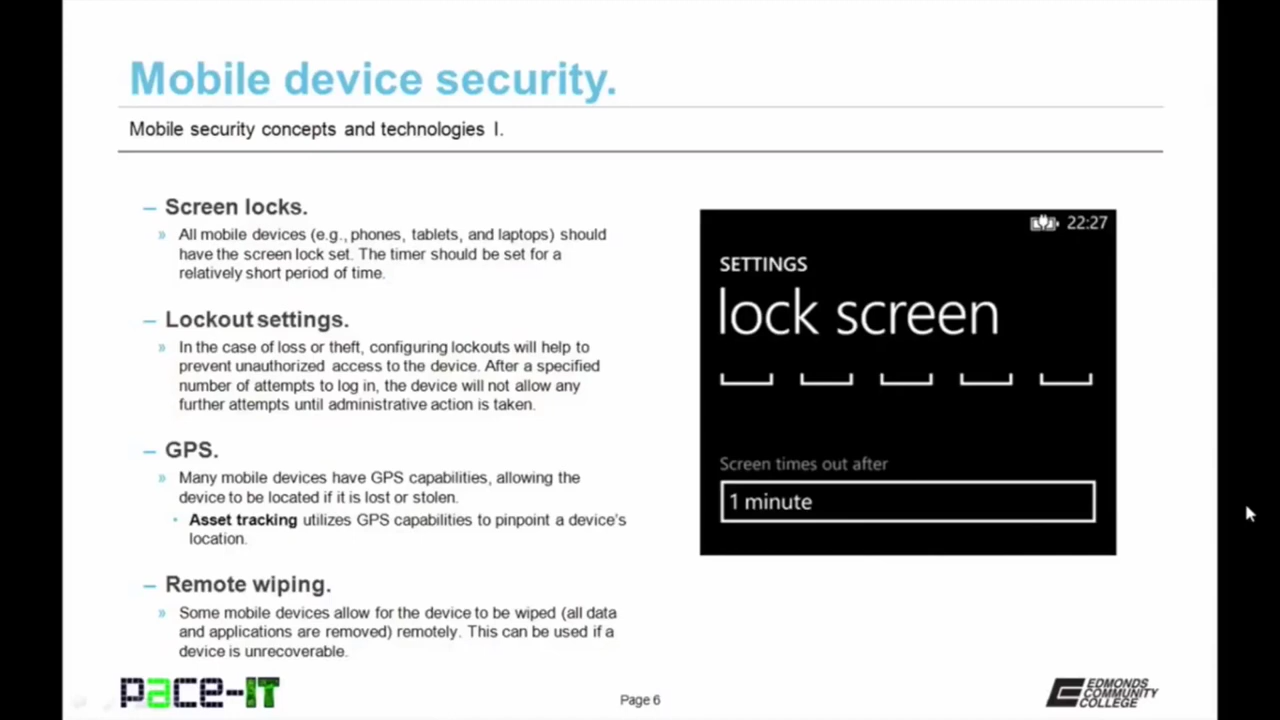 Mobile device security.
Mobile security concepts and technologies I.
– Screen locks.
» All mobile devices (e.g., phones, tablets, and laptops) should
have the screen lock set. The timer should be set for a
relatively short period of time.
– Lockout settings.
» In the case of loss or theft, configuring lockouts will help to
prevent unauthorized access to the device. After a specified
number of attempts to log in, the device will not allow any
further attempts until administrative action is taken.
– GPS.
» Many mobile devices have GPS capabilities, allowing the
device to be located if it is lost or stolen.
· Asset tracking utilizes GPS capabilities to pinpoint a device's
location.
– Remote wiping.
» Some mobile devices allow for the device to be wiped (all data
and applications are removed) remotely. This can be used if a
device is unrecoverable.
22:27
SETTINGS
lock screen
Screen times out after
1 minute
pace-IT
Page 6
EDMONDS
COMMUNITY
COLLEGE